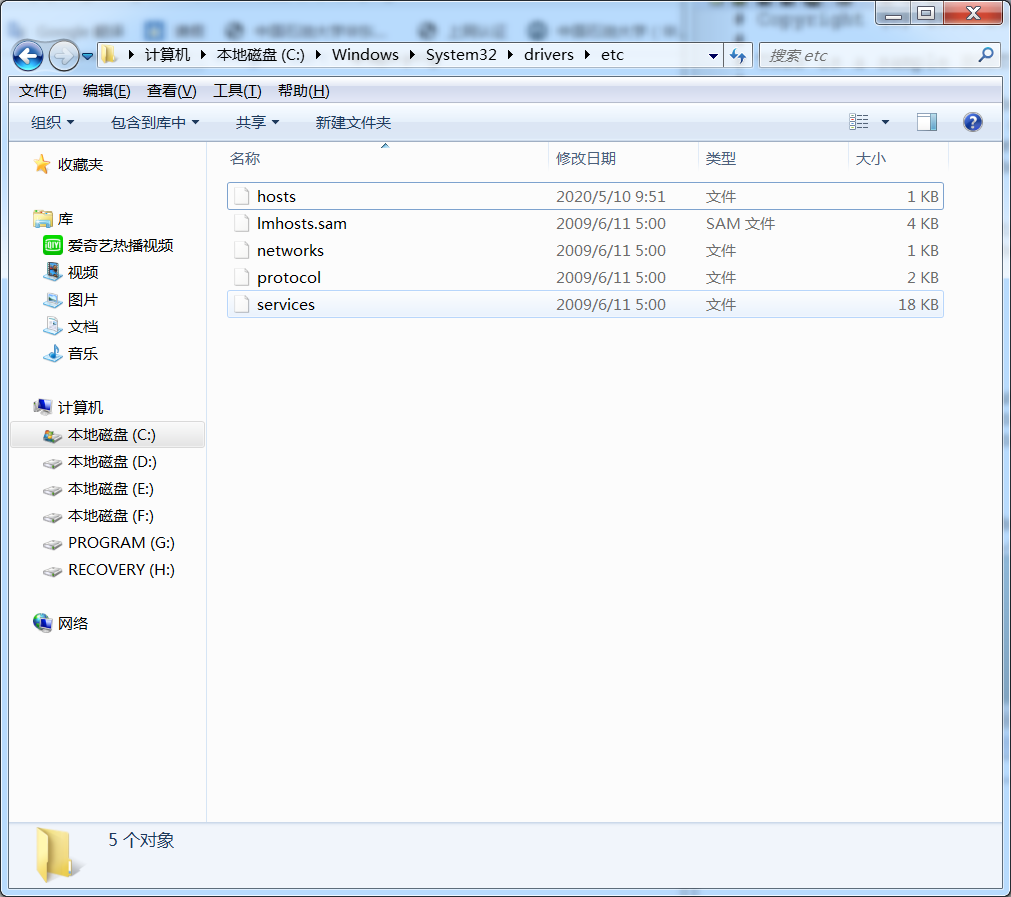 # Copyright
计算机 本地磁盘 (C:) Windows System32 drivers etc 搜索 etc
文件(F) 编辑(E) 查看(V) 工具(T) 帮助(H)
组织 包含到库中 共享 新建文件夹
收藏夹
库
爱奇艺热播视频
视频
图片
文档
音乐
计算机
本地磁盘 (C:)
本地磁盘 (D:)
本地磁盘 (E:)
本地磁盘 (F:)
PROGRAM (G:)
RECOVERY (H:)
网络
名称 修改日期 类型 大小
hosts 2020/5/10 9:51 文件 1 KB
lmhosts.sam 2009/6/11 5:00 SAM 文件 4 KB
networks 2009/6/11 5:00 文件 1 KB
protocol 2009/6/11 5:00 文件 2 KB
services 2009/6/11 5:00 文件 18 KB
5 个对象